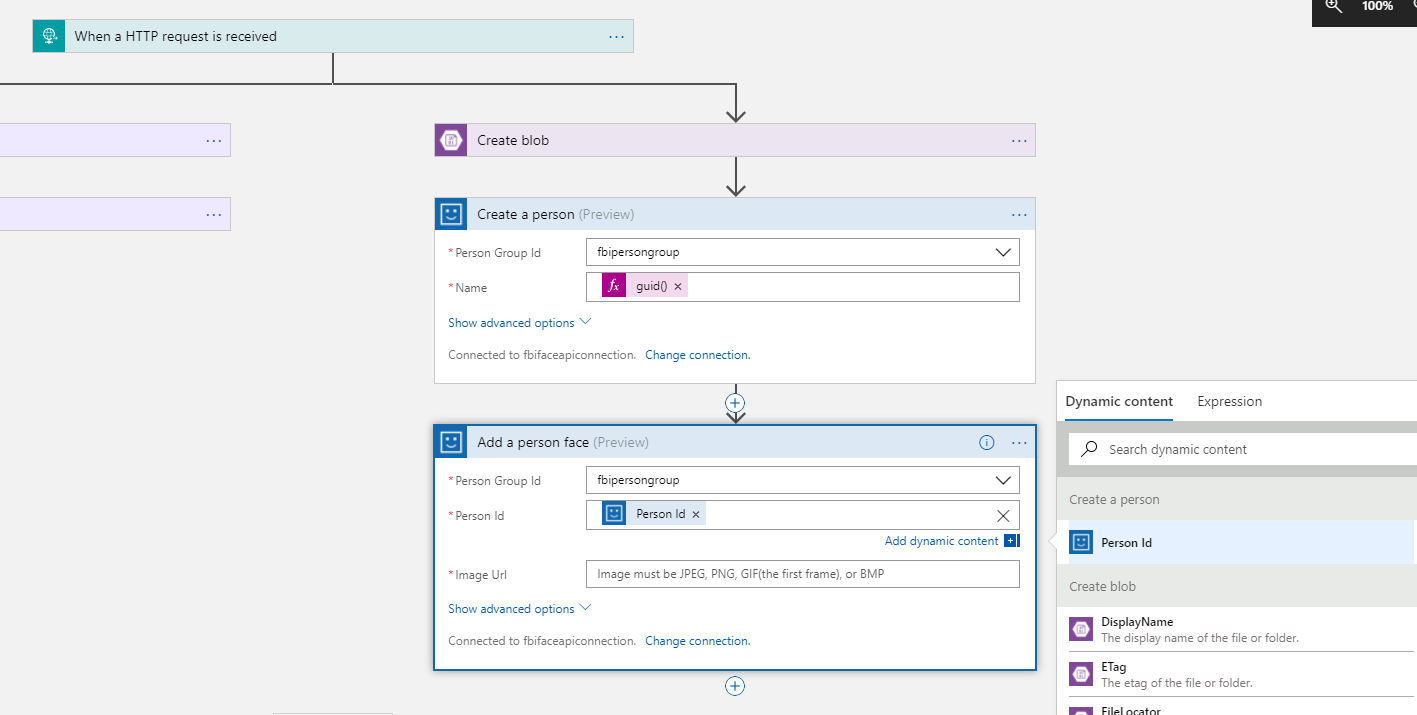 100%
When a HTTP request is received
...
...
Create blob
...
...
Create a person (Preview)
...
*Person Group Id
fbipersongroup
*Name
fx guid() ×
Show advanced options
Connected to fbifaceapiconnection. Change connection.
Add a person face (Preview)
...
*Person Group Id
fbipersongroup
*Person Id
Person Id ×
Add dynamic content
*Image Url
Image must be JPEG, PNG, GIF(the first frame), or BMP
Show advanced options
Connected to fbifaceapiconnection. Change connection.
Dynamic content
Expression
Search dynamic content
Create a person
Person Id
Create blob
DisplayName
The display name of the file or folder.
ETag
The etag of the file or folder.
FileLocator